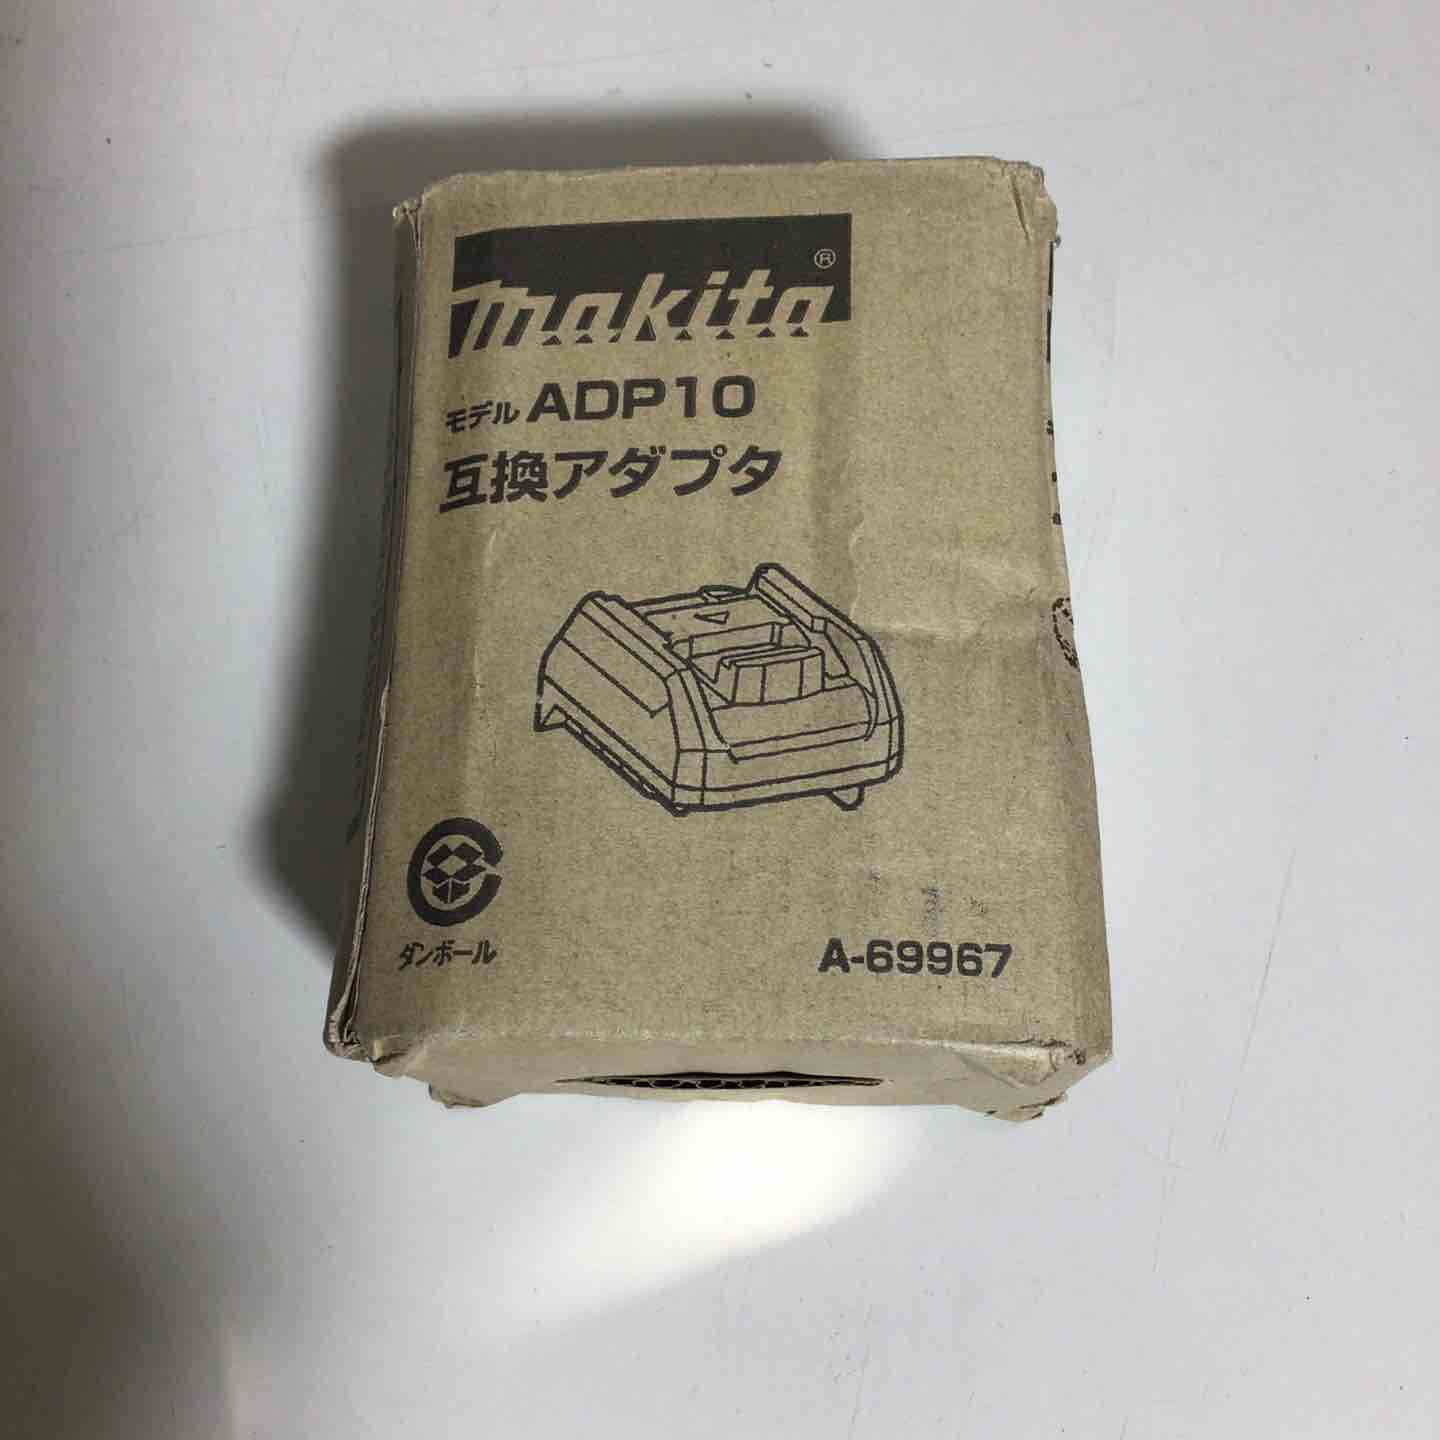 makita®
モデル ADP10
互換アダプタ
ダンボール
A-69967